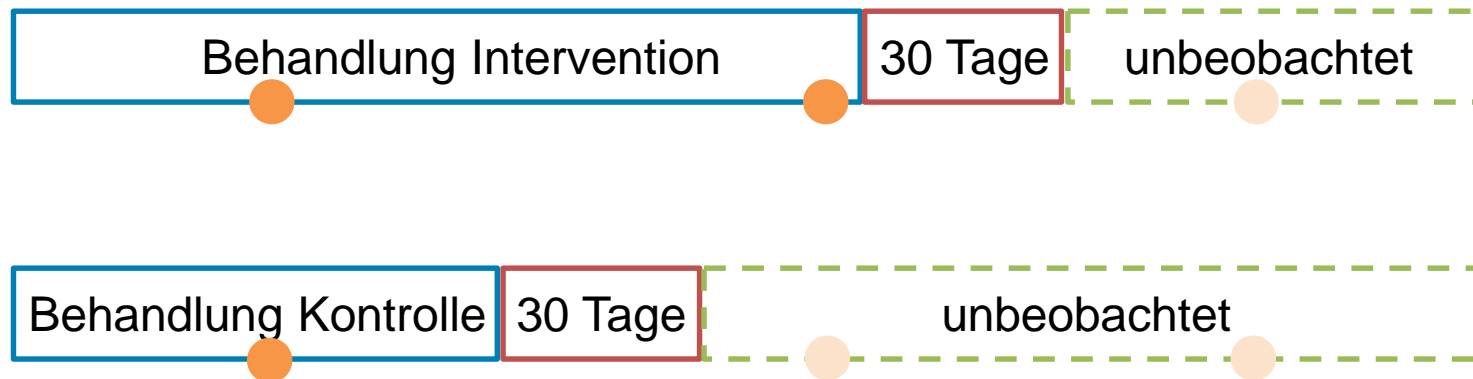 Behandlung Intervention 30 Tage unbeobachtet
Behandlung Kontrolle 30 Tage unbeobachtet